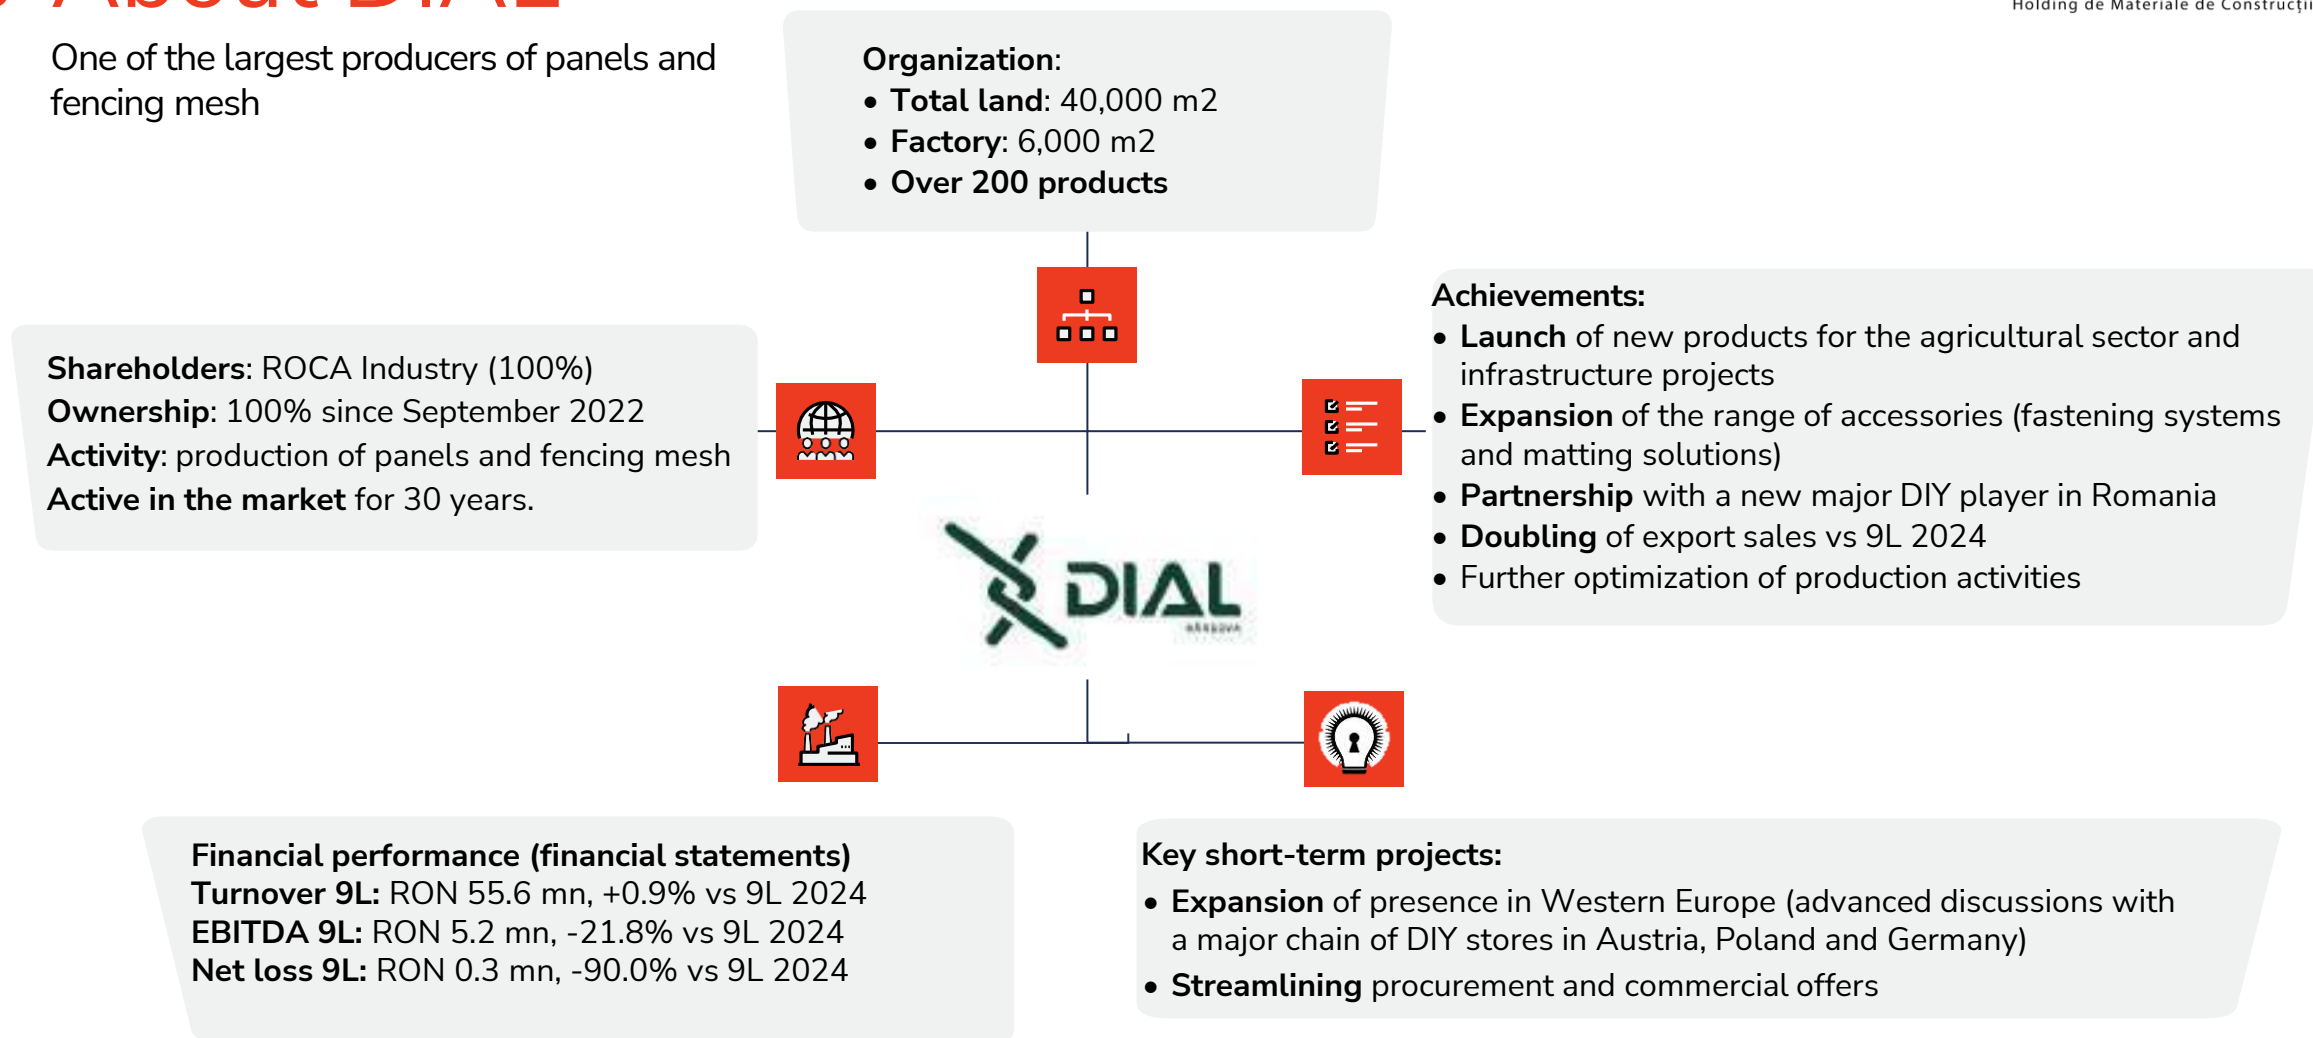 About DIAL
Holding de Materiale de Construcții
One of the largest producers of panels and
fencing mesh
Organization:
• Total land: 40,000 m2
• Factory: 6,000 m2
• Over 200 products
Shareholders: ROCA Industry (100%)
Ownership: 100% since September 2022
Activity: production of panels and fencing mesh
Active in the market for 30 years.
Achievements:
• Launch of new products for the agricultural sector and
infrastructure projects
• Expansion of the range of accessories (fastening systems
and matting solutions)
• Partnership with a new major DIY player in Romania
• Doubling of export sales vs 9L 2024
• Further optimization of production activities
DIAL
Financial performance (financial statements)
Turnover 9L: RON 55.6 mn, +0.9% vs 9L 2024
EBITDA 9L: RON 5.2 mn, -21.8% vs 9L 2024
Net loss 9L: RON 0.3 mn, -90.0% vs 9L 2024
Key short-term projects:
• Expansion of presence in Western Europe (advanced discussions with
a major chain of DIY stores in Austria, Poland and Germany)
• Streamlining procurement and commercial offers